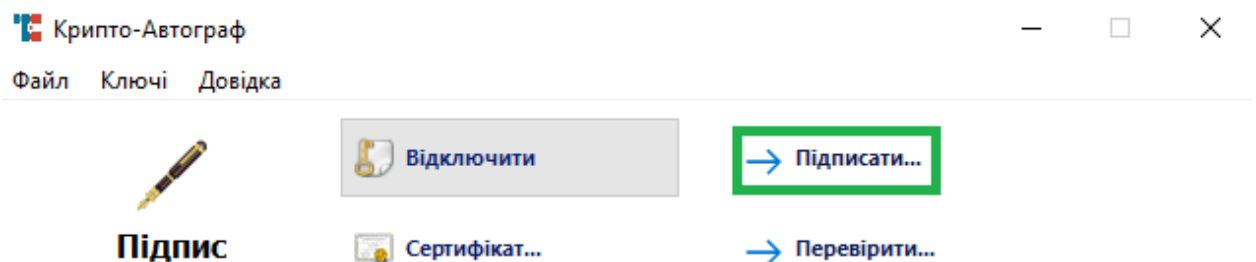 Крипто-Автограф
Файл Ключі Довідка
Відключити
Підписати...
Підпис
Сертифікат...
Перевірити...